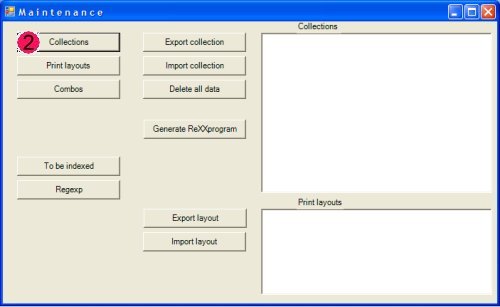 Maintenance
Collections
2 Collections
Export collection
Print layouts
Import collection
Combos
Delete all data
Generate ReXXprogram
To be indexed
Regexp
Print layouts
Export layout
Import layout